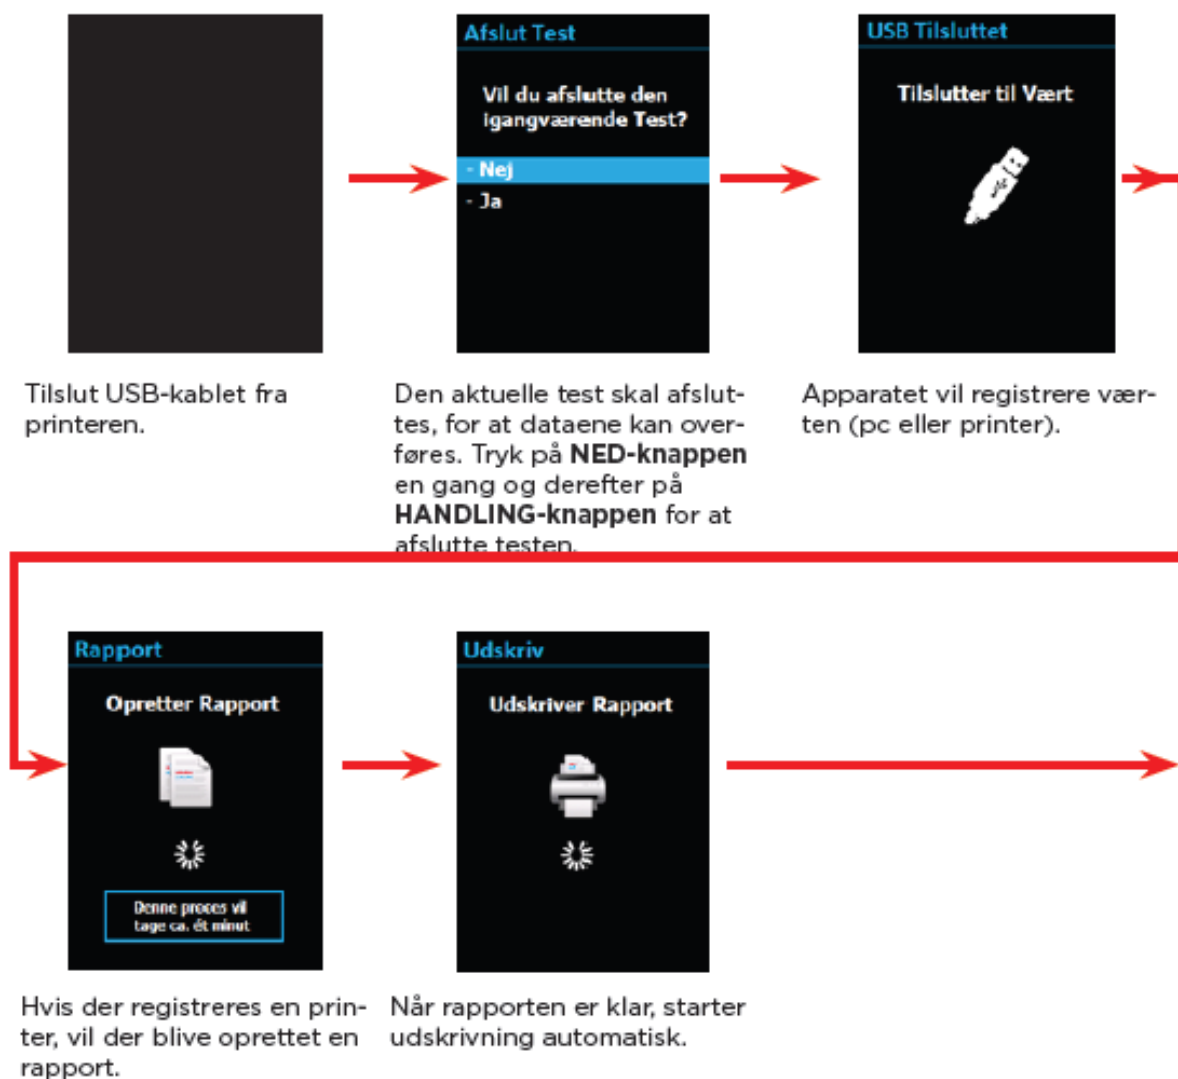 Afslut Test
Vil du afslutte den
igangværende Test?
- Nej
- Ja
USB Tilsluttet
Tilslutter til Vært
Tilslut USB-kablet fra
printeren.
Den aktuelle test skal afslut-
tes, for at dataene kan over-
føres. Tryk på NED-knappen
en gang og derefter på
HANDLING-knappen for at
afslutte testen.
Apparatet vil registrere vær-
ten (pc eller printer).
Rapport
Opretter Rapport
Denne proces vil
tage ca. ét minut
Udskriv
Udskriver Rapport
Hvis der registreres en prin-
ter, vil der blive oprettet en
rapport.
Når rapporten er klar, starter
udskrivning automatisk.